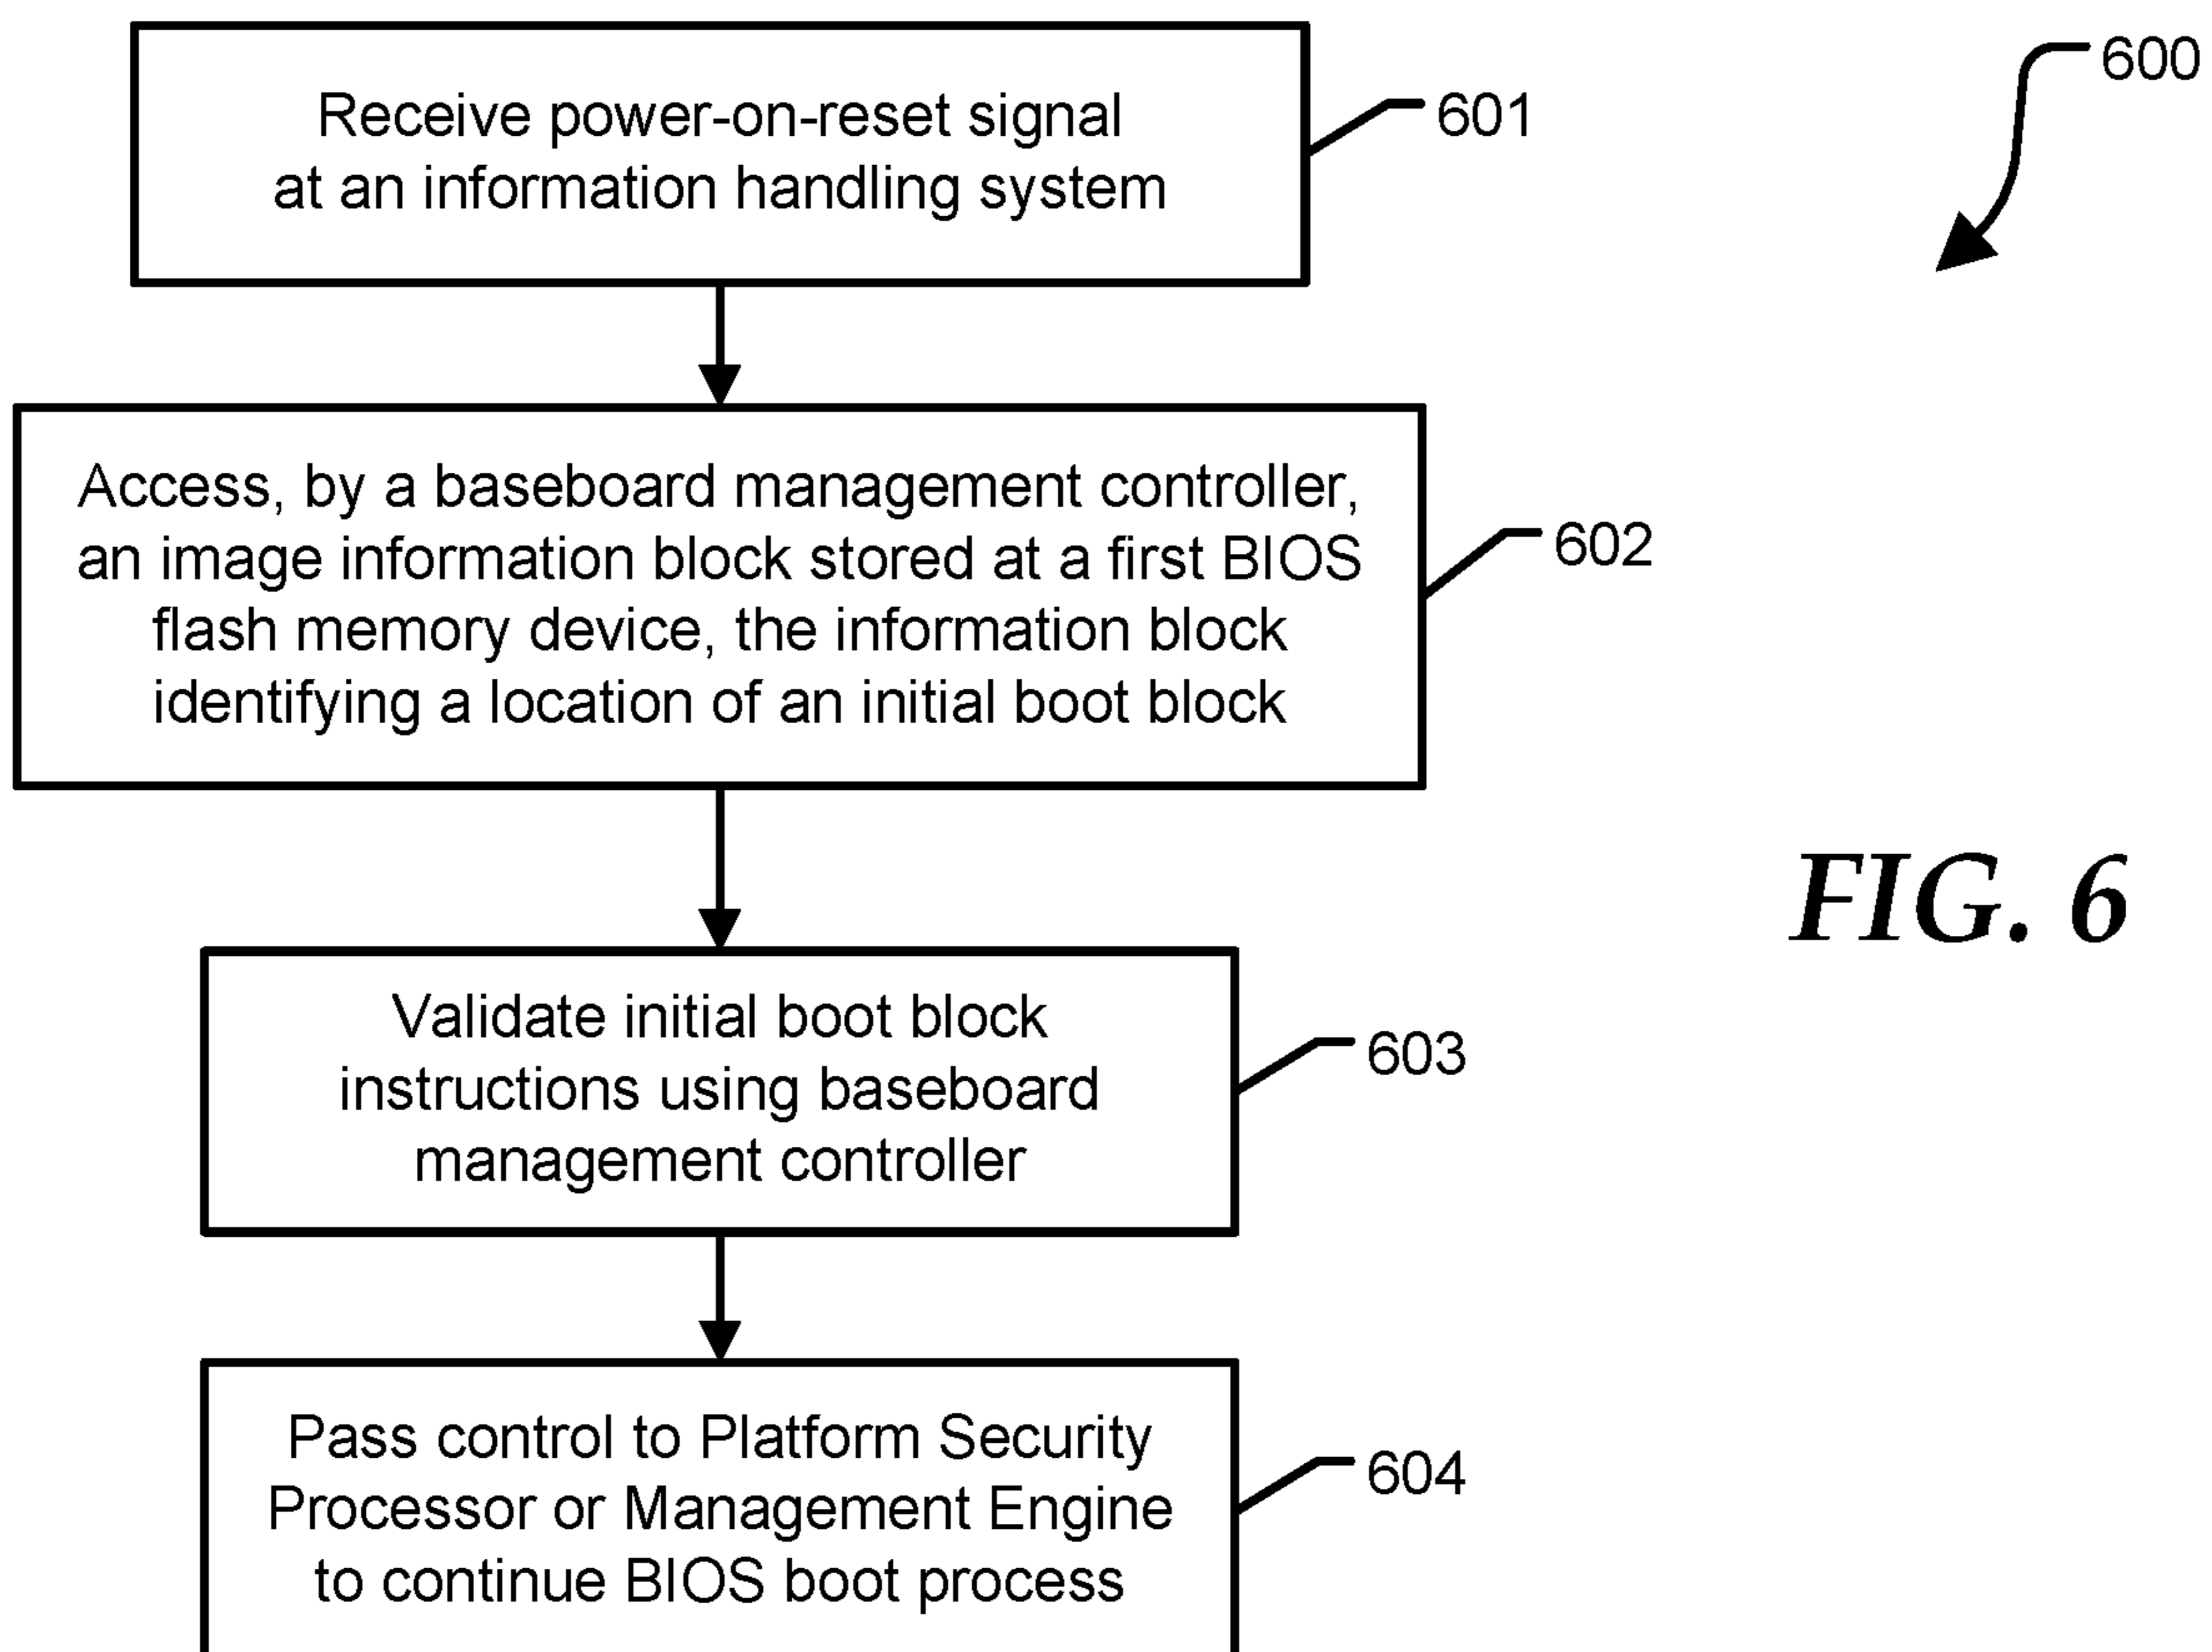 600
Receive power-on-reset signal
at an information handling system
601
Access, by a baseboard management controller,
an image information block stored at a first BIOS
flash memory device, the information block
identifying a location of an initial boot block
602
FIG. 6
Validate initial boot block
instructions using baseboard
management controller
603
Pass control to Platform Security
Processor or Management Engine
to continue BIOS boot process
604